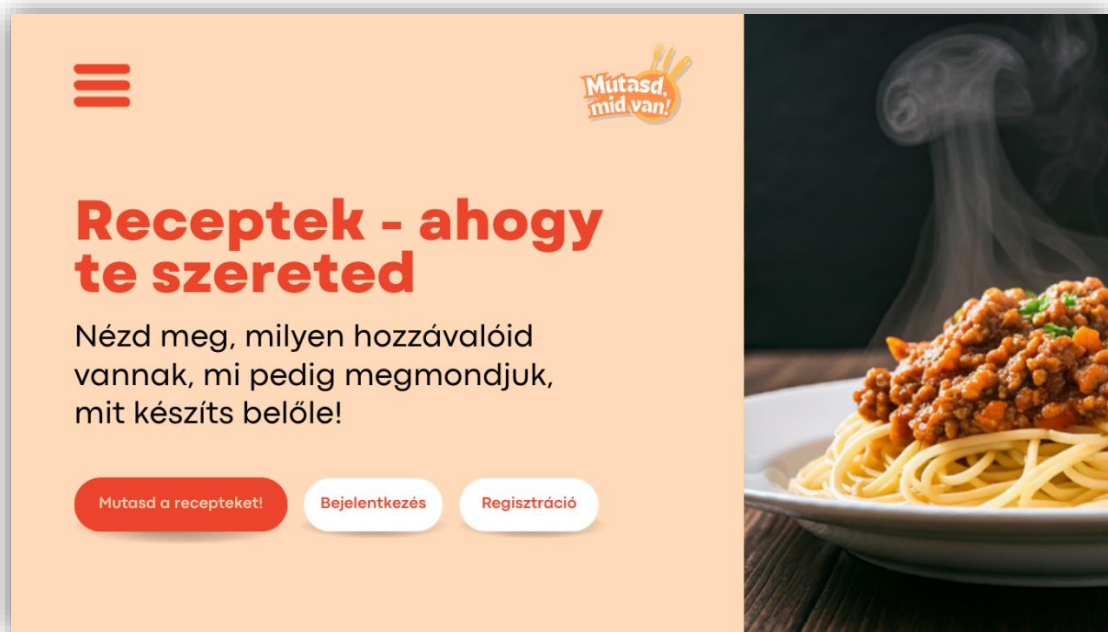 Mutasd,
mid van!
Receptek - ahogy
te szereted
Nézd meg, milyen hozzávalóid
vannak, mi pedig megmondjuk,
mit készíts belőle!
Mutasd a recepteket!
Bejelentkezés
Regisztráció